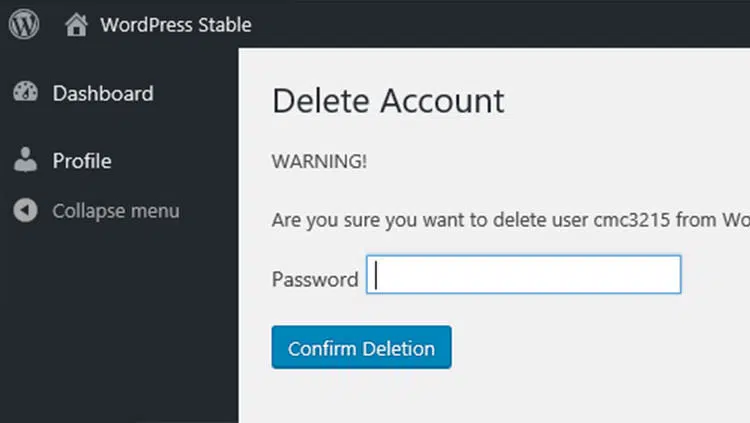 WordPress Stable
Dashboard
Profile
Collapse menu
Delete Account
WARNING!
Are you sure you want to delete user cmc3215 from Wo
Password
Confirm Deletion